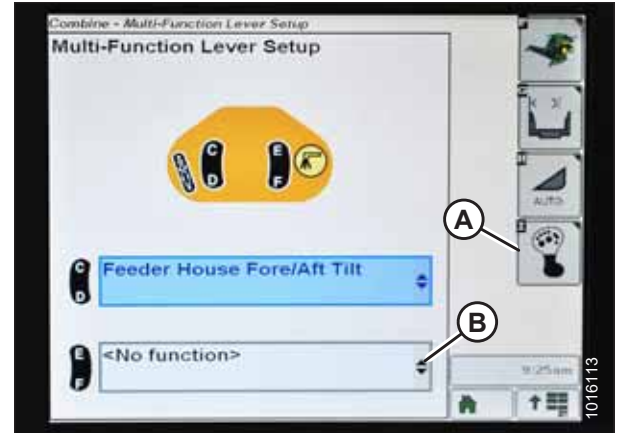 Combine - Multi-Function Lever Setup
Multi-Function Lever Setup
C
D
E
F
A
AUTO
C
D
Feeder House Fore/Aft Tilt
B
E
F
<No function>
9:25am
1016113